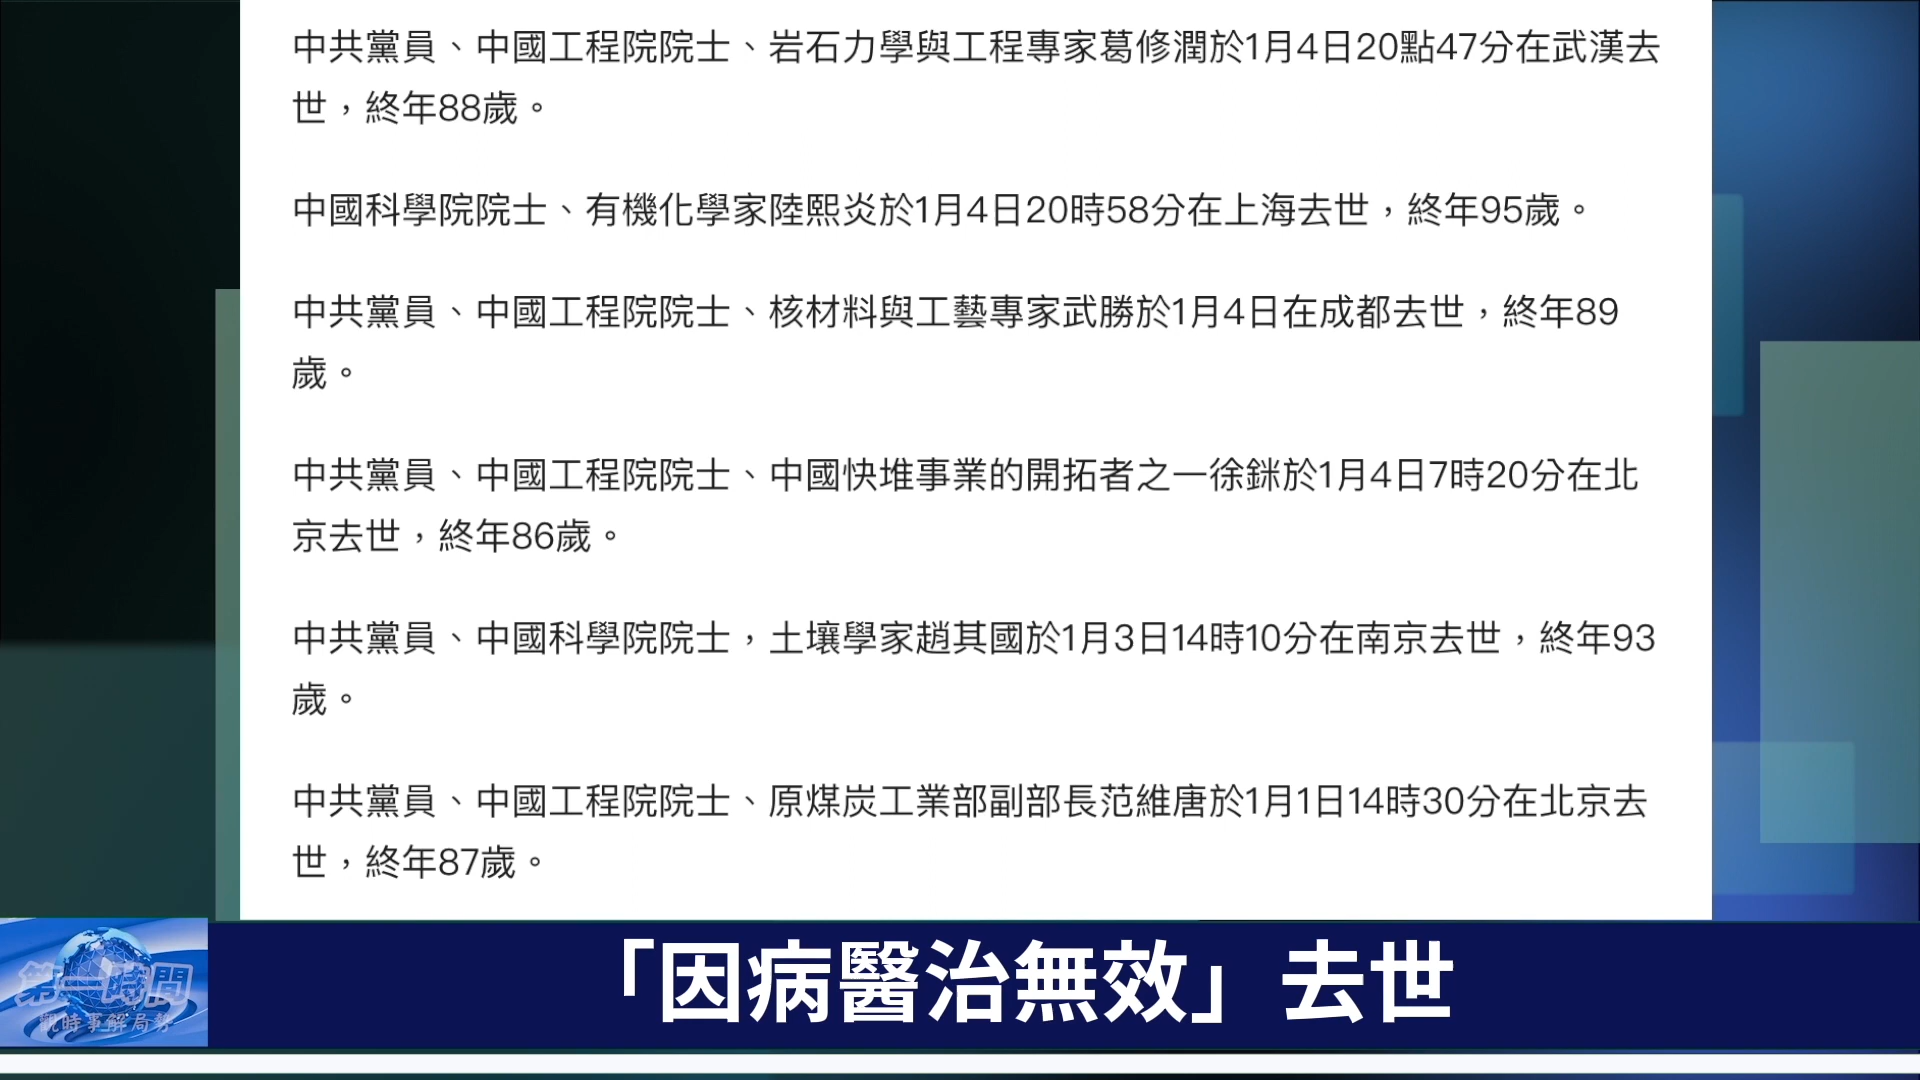 中共黨員、中國工程院院士、岩石力學與工程專家葛修潤於1月4日20點47分在武漢去
世，終年88歲。
中國科學院院士、有機化學家陸熙炎於1月4日20時58分在上海去世，終年95歲。
中共黨員、中國工程院院士、核材料與工藝專家武勝於1月4日在成都去世，終年89
歲。
中共黨員、中國工程院院士、中國快堆事業的開拓者之一徐銤於1月4日7時20分在北
京去世，終年86歲。
中共黨員、中國科學院院士，土壤學家趙其國於1月3日14時10分在南京去世，終年93
歲。
中共黨員、中國工程院院士、原煤炭工業部副部長范維唐於1月1日14時30分在北京去
世，終年87歲。
「因病醫治無效」去世
第一時間
觀時事解局勢